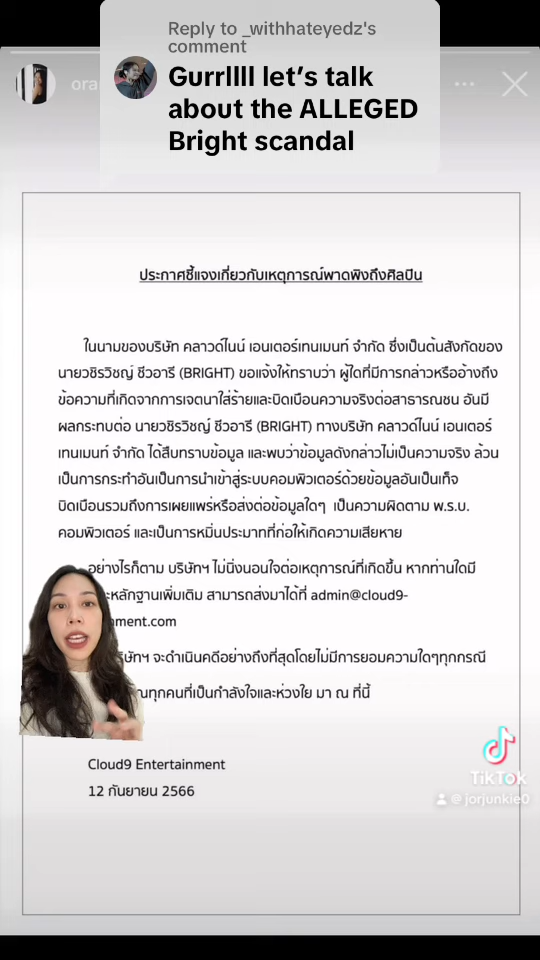 Reply to _withhateyedz's
comment
Gurrllll let's talk
about the ALLEGED
Bright scandal
ประกาศชี้แจงเกี่ยวกับเหตุการณ์พาดพิงถึงศิลปิน
ในนามของบริษัท คลาวด์ไนน์ เอนเตอร์เทนเมนท์ จำกัด ซึ่งเป็นต้นสังกัดของ
นายวชิรวิชญ์ ชีวอารี (BRIGHT) ขอแจ้งให้ทราบว่า ผู้ใดที่มีการกล่าวหรืออ้างถึง
ข้อความที่เกิดจากการเจตนาใส่ร้ายและบิดเบือนความจริงต่อสาธารณชน อันมี
ผลกระทบต่อ นายวชิรวิชญ์ ชีวอารี (BRIGHT) ทางบริษัท คลาวด์ไนน์ เอนเตอร์
เทนเมนท์ จำกัด ได้สืบทราบข้อมูล และพบว่าข้อมูลดังกล่าวไม่เป็นความจริง ล้วน
เป็นการกระทำอันเป็นการนำเข้าสู่ระบบคอมพิวเตอร์ด้วยข้อมูลอันเป็นเท็จ
บิดเบือนรวมถึงการเผยแพร่หรือส่งต่อข้อมูลใดๆ เป็นความผิดตาม พ.ร.บ.
คอมพิวเตอร์ และเป็นการหมิ่นประมาทที่ก่อให้เกิดความเสียหาย
อย่างไรก็ตาม บริษัทฯ ไม่นิ่งนอนใจต่อเหตุการณ์ที่เกิดขึ้น หากท่านใดมี
หลักฐานเพิ่มเติม สามารถส่งมาได้ที่ admin@cloud9-
nment.com
ริษัทฯ จะดำเนินคดีอย่างถึงที่สุดโดยไม่มีการยอมความใดๆทุกกรณี
ณทุกคนที่เป็นกำลังใจและห่วงใย มา ณ ที่นี้
Cloud9 Entertainment
12 กันยายน 2566
TikTok
@jorjunkie0